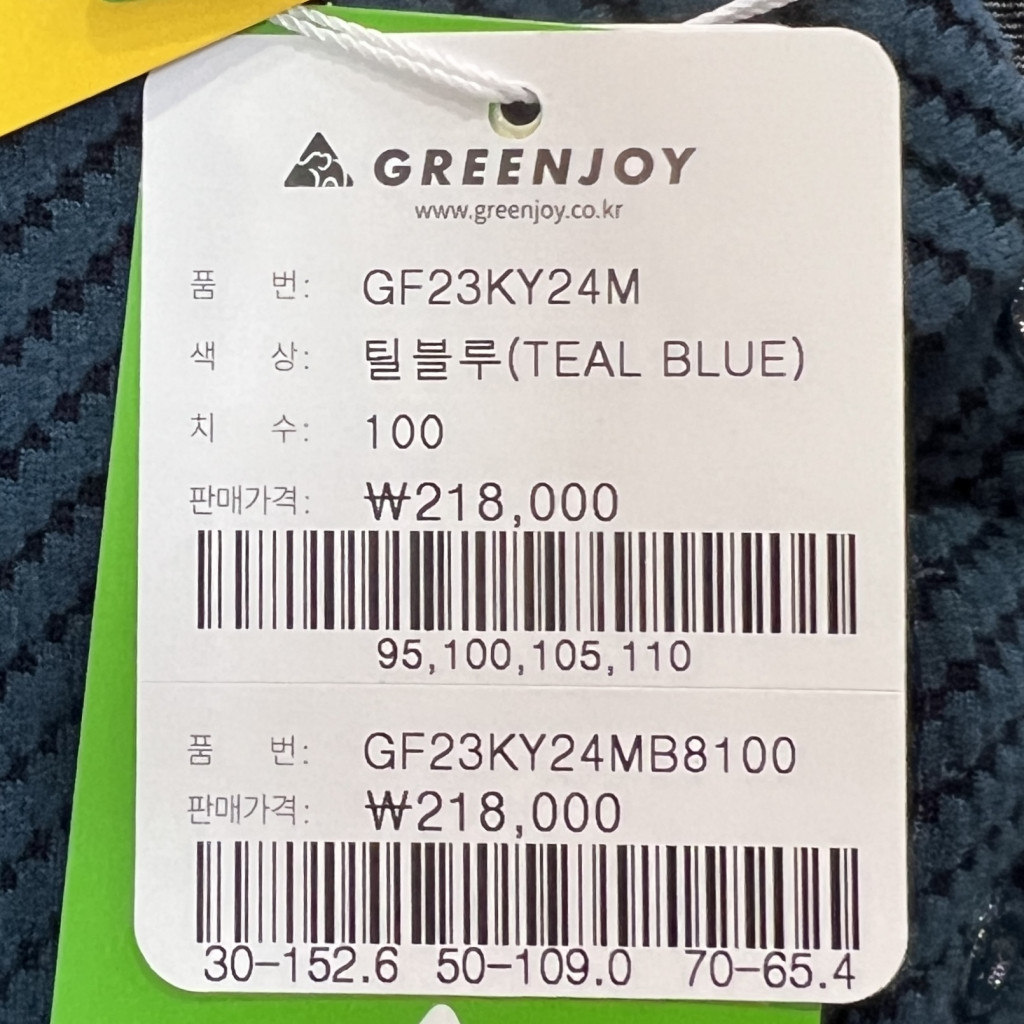 GREENJOY
www.greenjoy.co.kr
품 번: GF23KY24M
색 상:틸블루(TEAL BLUE)
치 수: 100
판매가격: ₩218,000
95,100,105,110
품 번: GF23KY24MB8100
판매가격: ₩218,000
30-152.6 50-109.0 70-65.4